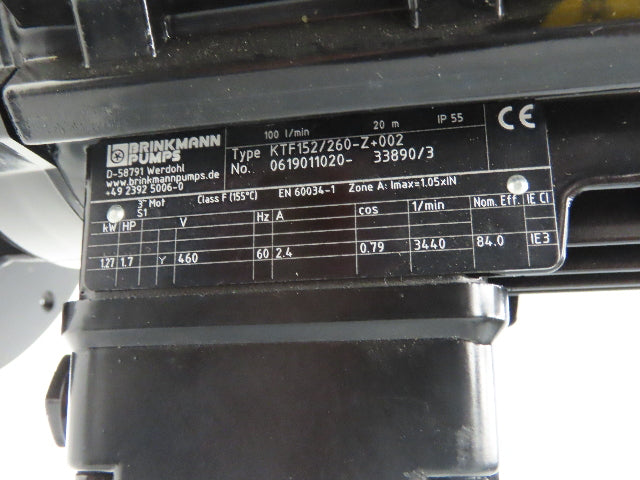 100 l/min 20 m IP 55
BRINKMANN PUMPS
Type KTF152/260-Z+002
No. 0619011020- 33890/3
D-58791 Werdohl
www.brinkmannpumps.de
+49 2392 5006-0
3~ Mot
S1
Class F (155°C) EN 60034-1 Zone A: Imax=1.05xIN
kW HP V Hz A cos 1/min Nom. Eff. IE Cl
1.27 1.7 Y 460 60 2.4 0.79 3440 84.0 IE3
CE